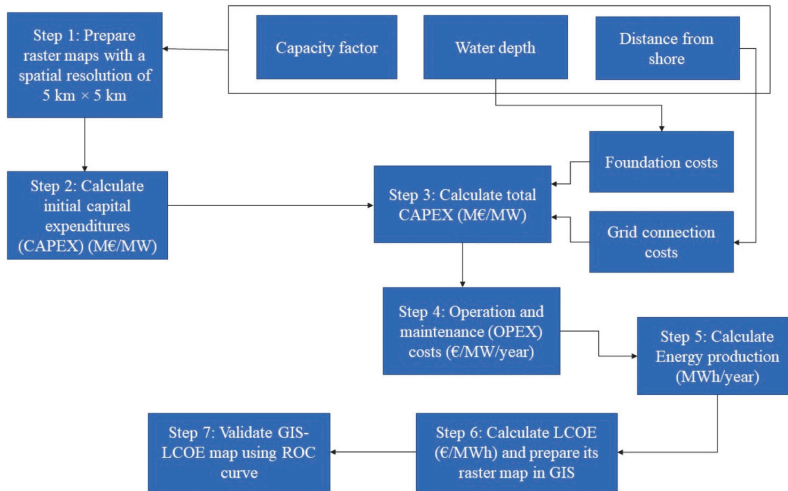 Step 1: Prepare
raster maps with a
spatial resolution of
5 km × 5 km
Capacity factor
Water depth
Distance from
shore
Foundation costs
Step 2: Calculate
initial capital
expenditures
(CAPEX) (M€/MW)
Step 3: Calculate total
CAPEX (M€/MW)
Grid connection
costs
Step 4: Operation and
maintenance (OPEX)
costs (€/MW/year)
Step 5: Calculate
Energy production
(MWh/year)
Step 7: Validate GIS-
LCOE map using ROC
curve
Step 6: Calculate LCOE
(€/MWh) and prepare its
raster map in GIS